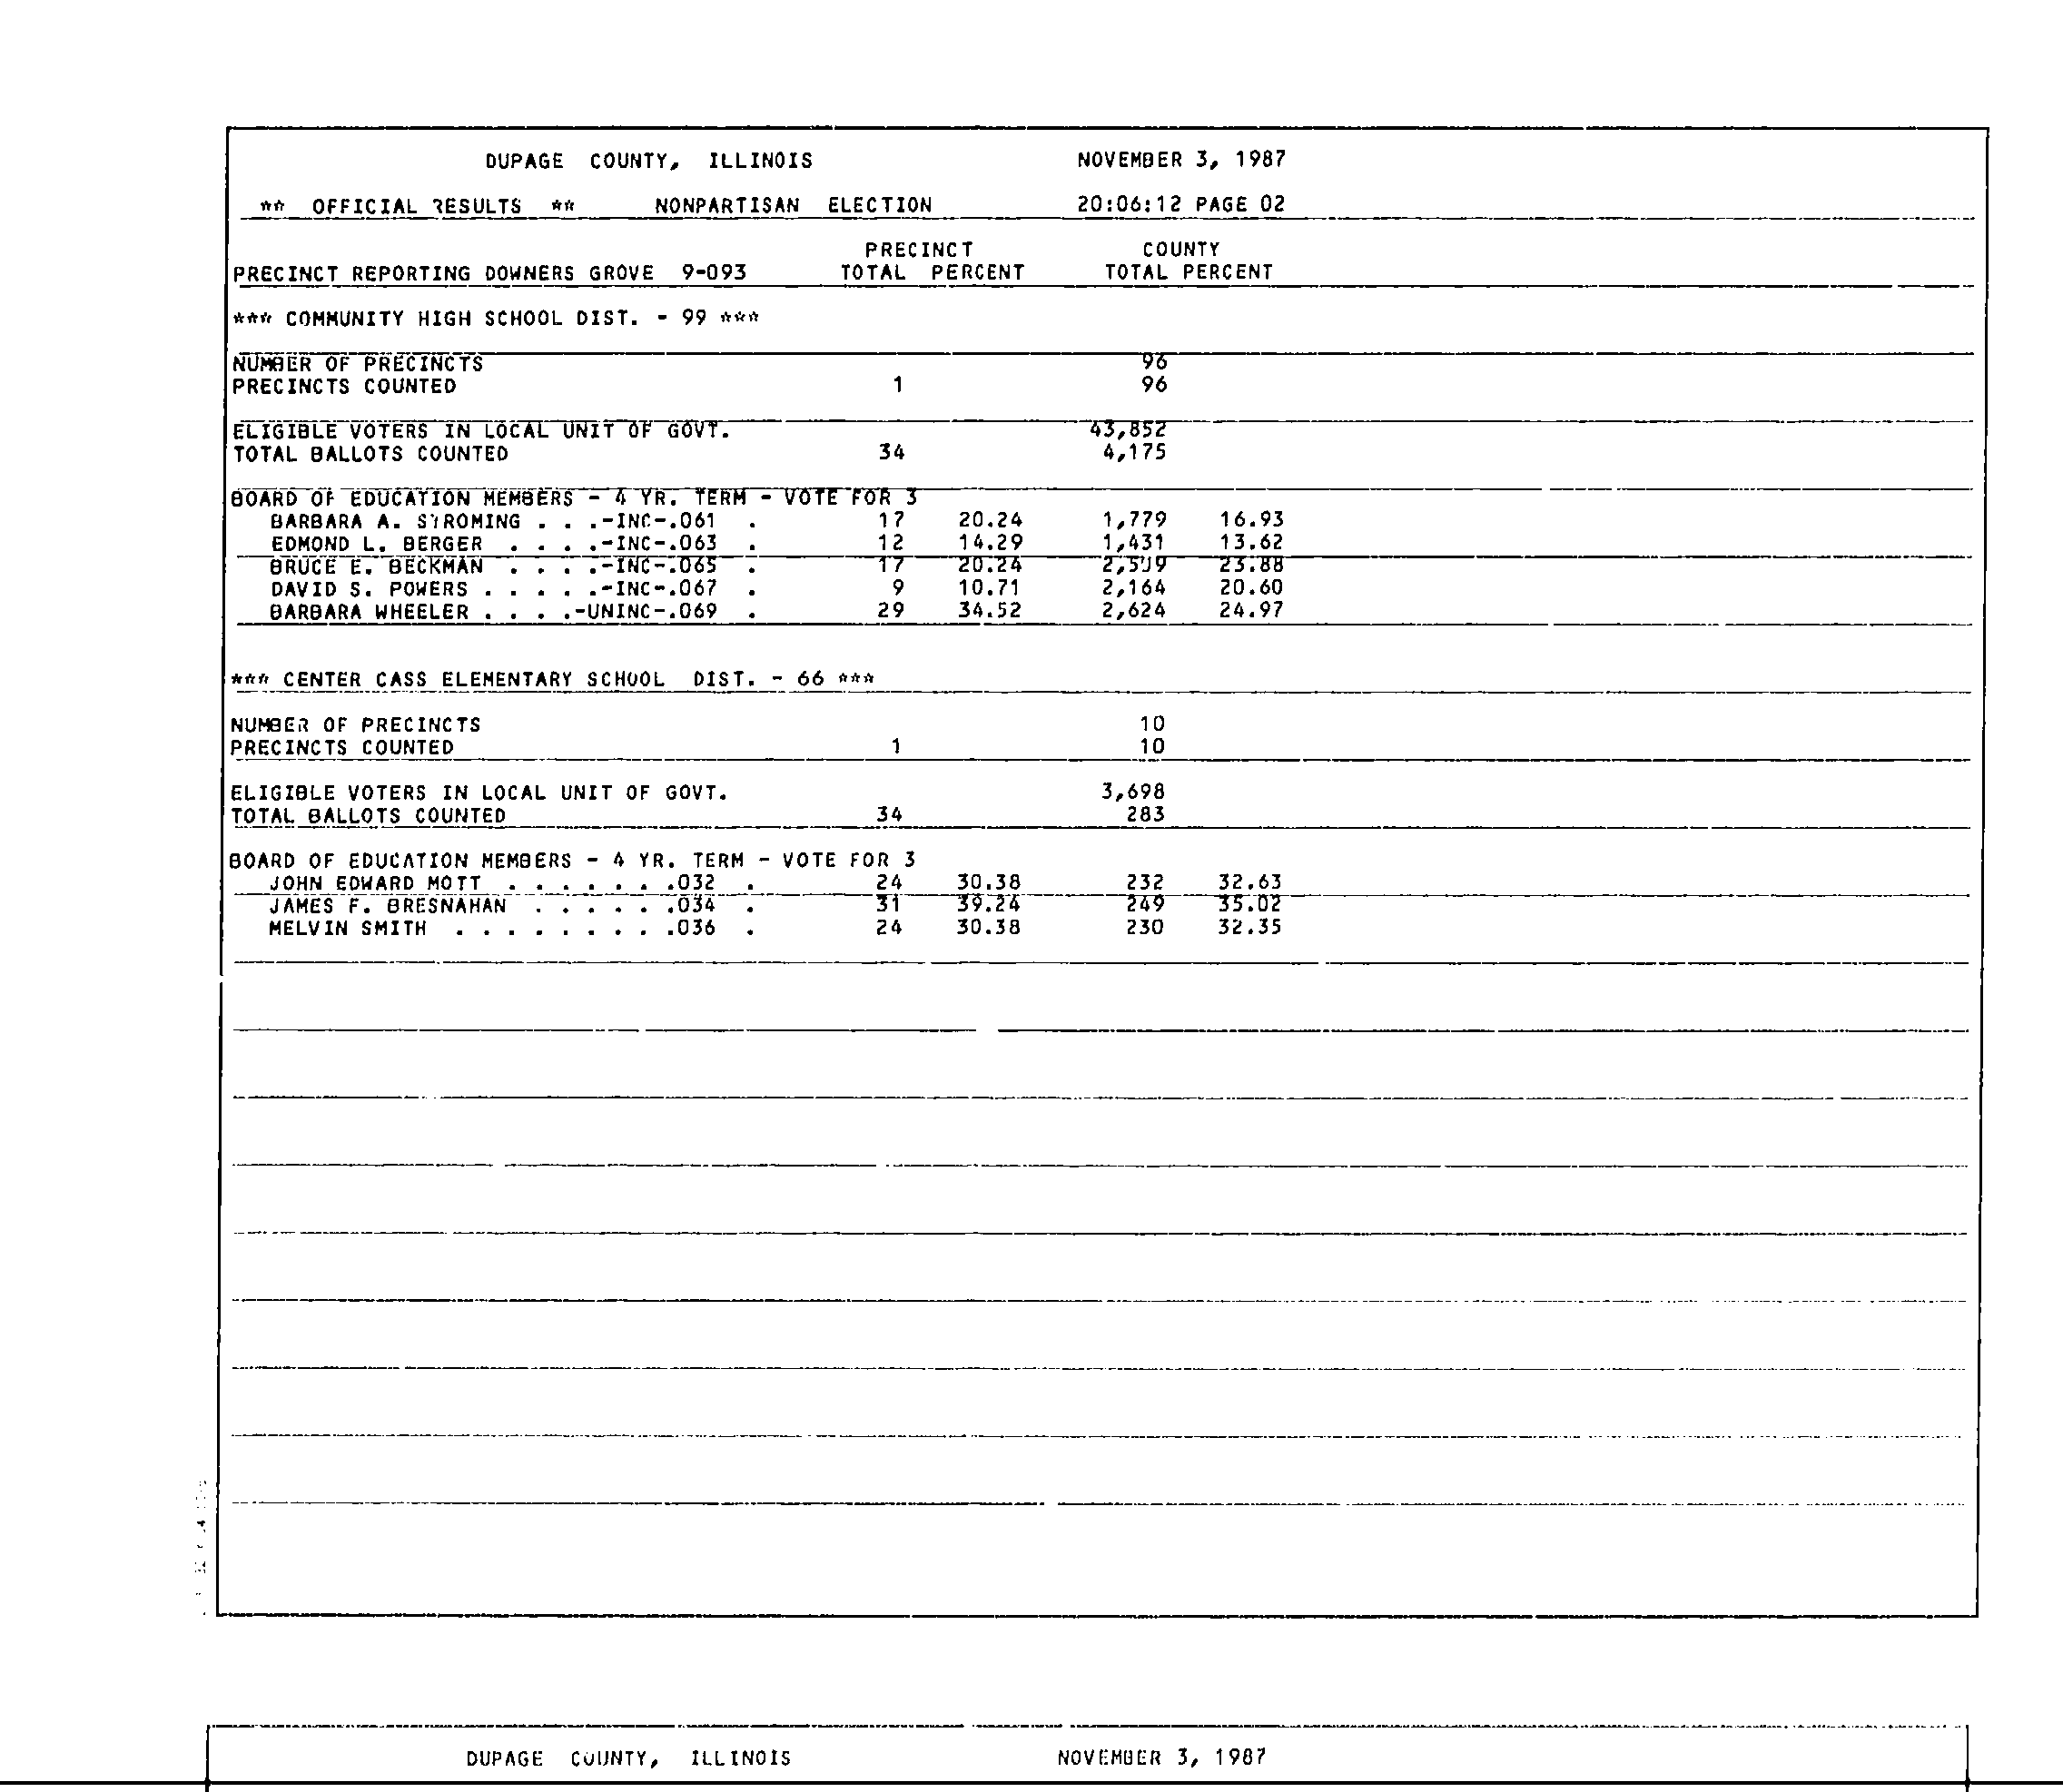 DUPAGE COUNTY, ILLINOIS NOVEMBER 3, 1987
** OFFICIAL RESULTS ** NONPARTISAN ELECTION 20:06:12 PAGE 02
PRECINCT COUNTY
PRECINCT REPORTING DOWNERS GROVE 9-093 TOTAL PERCENT TOTAL PERCENT
*** COMMUNITY HIGH SCHOOL DIST. - 99 ***
NUMBER OF PRECINCTS 96
PRECINCTS COUNTED 1 96
ELIGIBLE VOTERS IN LOCAL UNIT OF GOVT. 43,852
TOTAL BALLOTS COUNTED 34 4,175
BOARD OF EDUCATION MEMBERS - 4 YR. TERM - VOTE FOR 3
BARBARA A. STROMING . . .-INC-.061 . 17 20.24 1,779 16.93
EDMOND L. BERGER . . . .-INC-.063 . 12 14.29 1,431 13.62
BRUCE E. BECKMAN . . . .-INC-.065 . 17 20.24 2,509 23.88
DAVID S. POWERS . . . . .-INC-.067 . 9 10.71 2,164 20.60
BARBARA WHEELER . . . .-UNINC-.069 . 29 34.52 2,624 24.97
*** CENTER CASS ELEMENTARY SCHOOL DIST. - 66 ***
NUMBER OF PRECINCTS 10
PRECINCTS COUNTED 1 10
ELIGIBLE VOTERS IN LOCAL UNIT OF GOVT. 3,698
TOTAL BALLOTS COUNTED 34 283
BOARD OF EDUCATION MEMBERS - 4 YR. TERM - VOTE FOR 3
JOHN EDWARD MOTT . . . . . . .032 . 24 30.38 232 32.63
JAMES F. BRESNAHAN . . . . . .034 . 31 39.24 249 35.02
MELVIN SMITH . . . . . . . . .036 . 24 30.38 230 32.35
DUPAGE COUNTY, ILLINOIS NOVEMBER 3, 1987